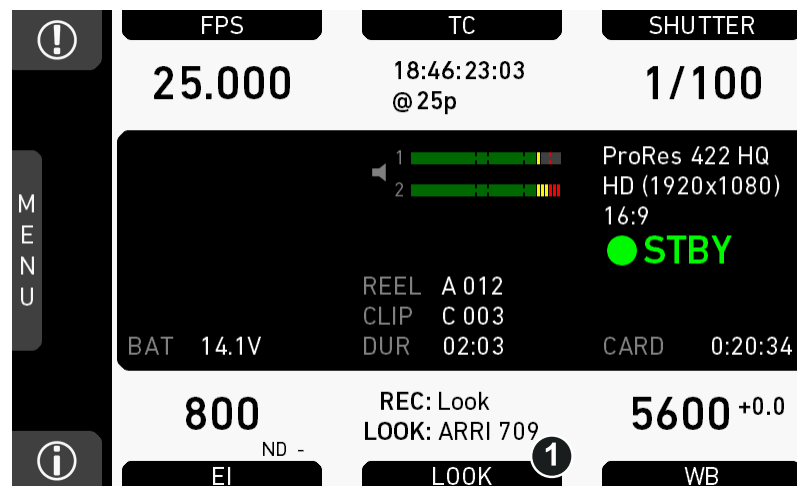 FPS
TC
SHUTTER
25.000
18:46:23:03
@ 25p
1/100
MENU
1
2
ProRes 422 HQ
HD (1920x1080)
16:9
STBY
REEL A 012
CLIP C 003
DUR 02:03
BAT 14.1V
CARD 0:20:34
800
ND -
REC: Look
LOOK: ARRI 709
5600 +0.0
1
EI
LOOK
WB